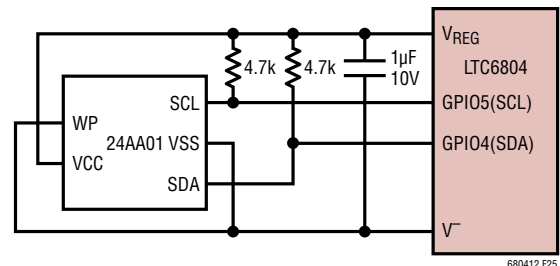 V_REG
4.7k
4.7k
1µF
10V
LTC6804
SCL
GPIO5(SCL)
WP
24AA01 VSS
GPIO4(SDA)
VCC
SDA
V⁻
680412 F25